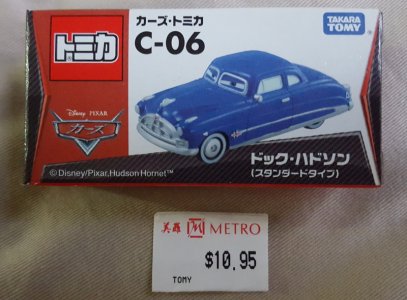 トミカ
カーズ・トミカ
C-06
TAKARA
TOMY
Disney PIXAR
カーズ
ドック・ハドソン
(スタンダードタイプ)
© Disney/Pixar,Hudson Hornet™
美羅 METRO
$10.95
TOMY